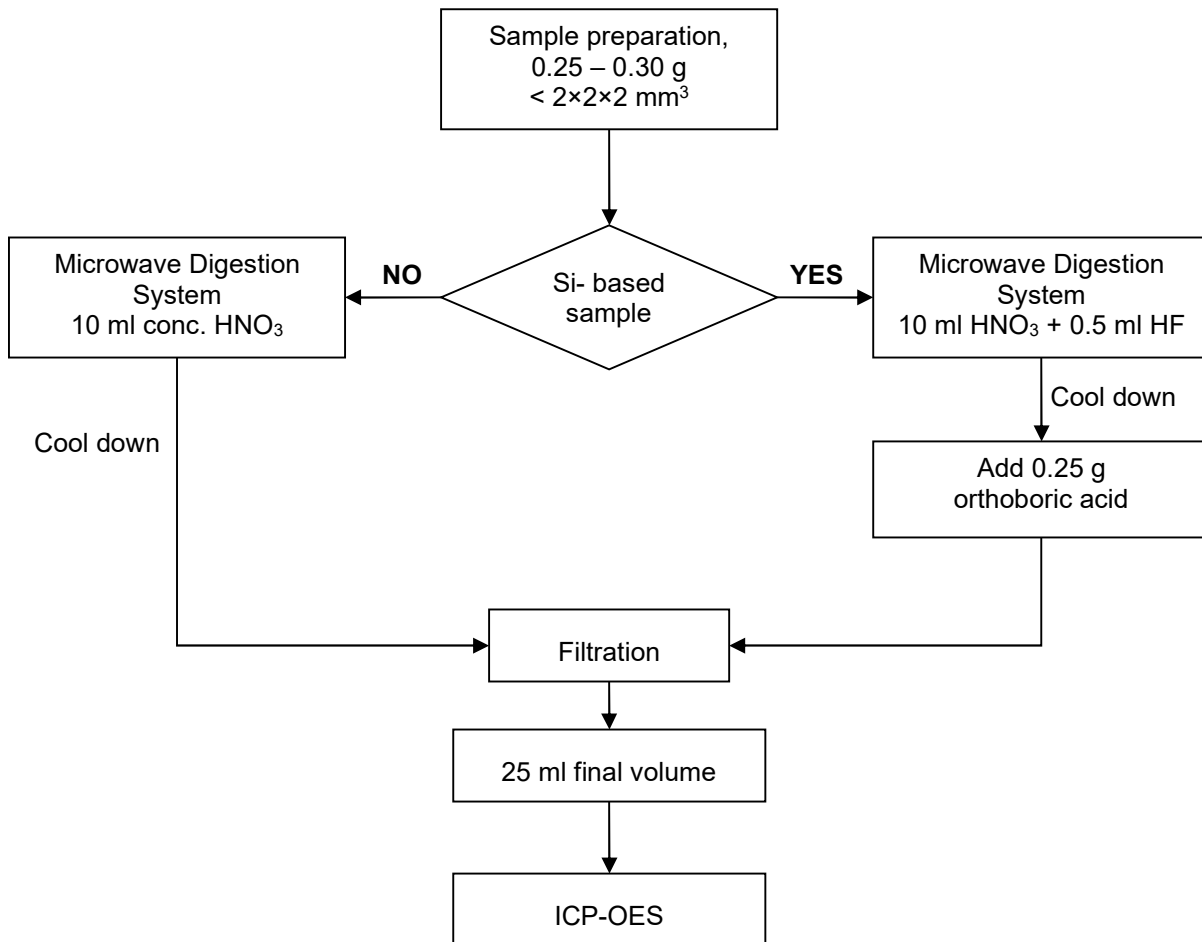 Sample preparation,
0.25 – 0.30 g
< 2×2×2 mm³
Microwave Digestion
System
10 ml conc. HNO₃
NO
Si- based
sample
YES
Microwave Digestion
System
10 ml HNO₃ + 0.5 ml HF
Cool down
Cool down
Add 0.25 g
orthoboric acid
Filtration
25 ml final volume
ICP-OES